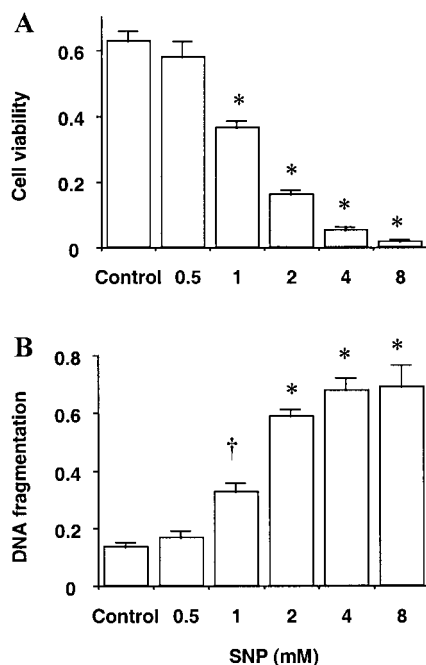 A
Cell viability
0.6
0.4
0.2
0
*
*
*
*
Control 0.5 1 2 4 8
B
DNA fragmentation
0.8
0.6
0.4
0.2
0
†
*
*
*
Control 0.5 1 2 4 8
SNP (mM)